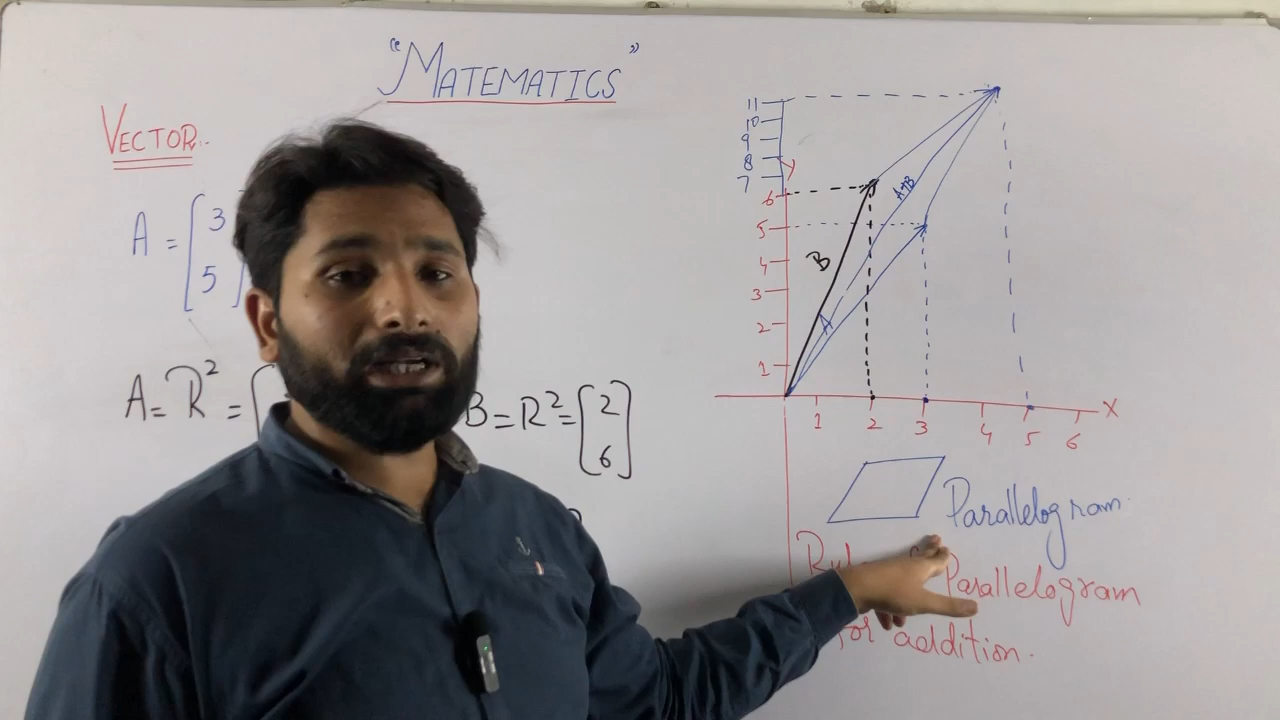 "MATEMATICS"
VECTOR:-
A = [3
5]
A = R² = [
B = R² = [2
6]
11
10
9
8
7
Y
6
5
4
3
2
1
B
A
A+B
1 2 3 4 5 6 X
Parallelogram.
Parallelogram
for addition.